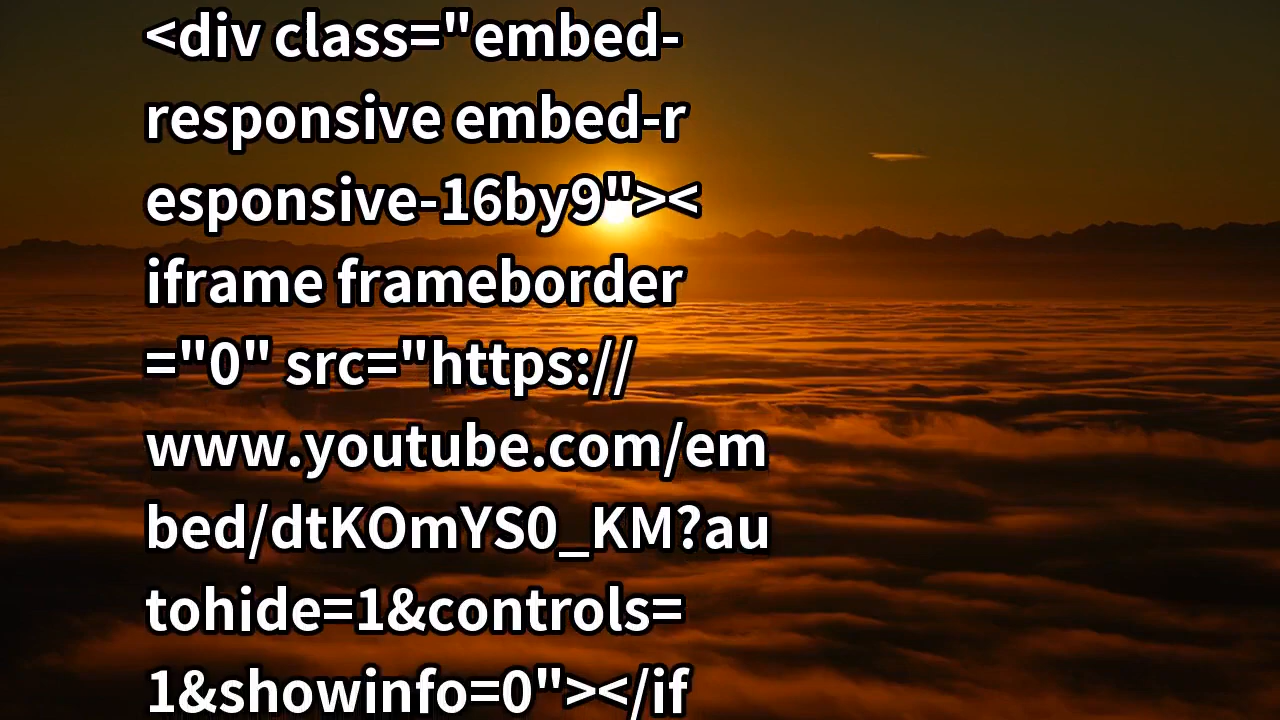 <div class="embed-
responsive embed-r
esponsive-16by9"><
iframe frameborder
="0" src="https://
www.youtube.com/em
bed/dtKOmYS0_KM?au
tohide=1&controls=
1&showinfo=0"></if